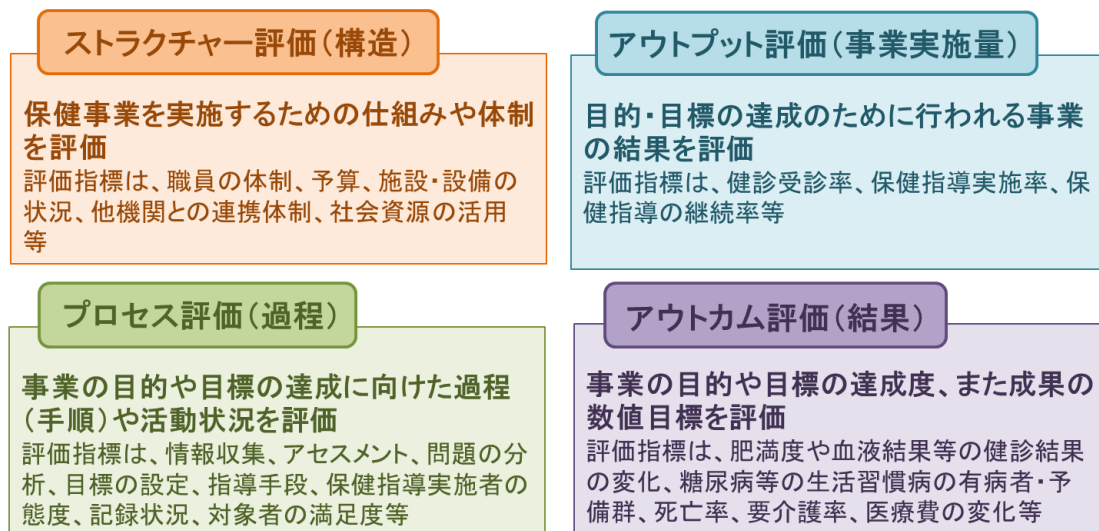 ストラクチャー評価(構造)
保健事業を実施するための仕組みや体制
を評価
評価指標は、職員の体制、予算、施設・設備の
状況、他機関との連携体制、社会資源の活用
等
アウトプット評価(事業実施量)
目的・目標の達成のために行われる事業
の結果を評価
評価指標は、健診受診率、保健指導実施率、保
健指導の継続率等
プロセス評価(過程)
事業の目的や目標の達成に向けた過程
(手順)や活動状況を評価
評価指標は、情報収集、アセスメント、問題の分
析、目標の設定、指導手段、保健指導実施者の
態度、記録状況、対象者の満足度等
アウトカム評価(結果)
事業の目的や目標の達成度、また成果の
数値目標を評価
評価指標は、肥満度や血液結果等の健診結果
の変化、糖尿病等の生活習慣病の有病者・予
備群、死亡率、要介護率、医療費の変化等